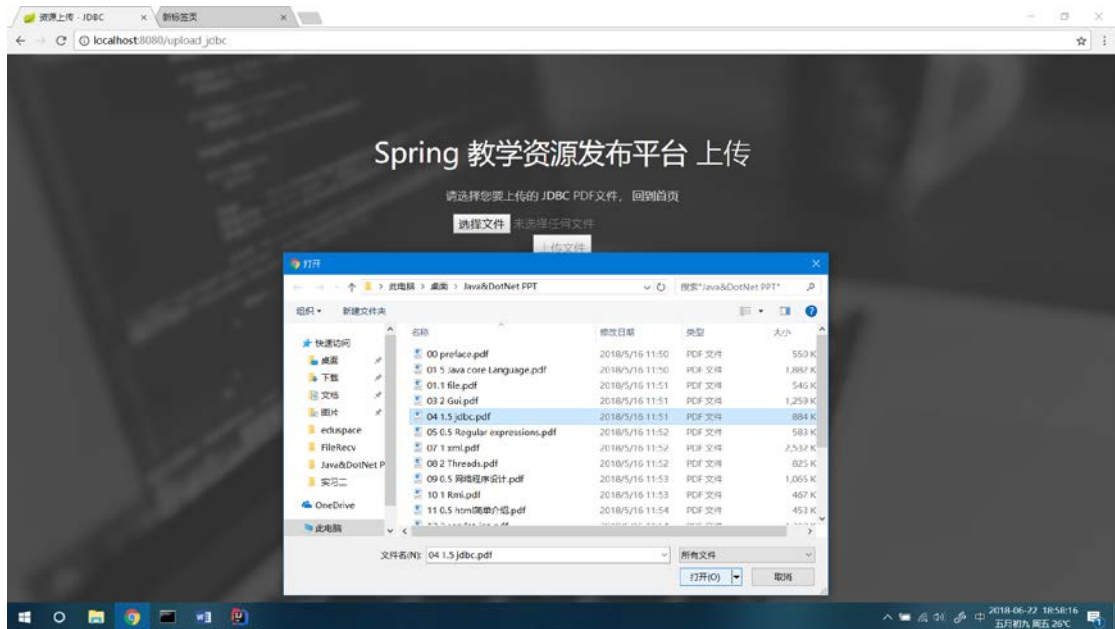 资源上传 - JDBC
新标签页
localhost:8080/upload_jdbc
Spring 教学资源发布平台 上传
请选择您要上传的 JDBC PDF文件， 回到首页
选择文件 未选择任何文件
上传文件
打开
此电脑 › 桌面 › Java&DotNet PPT
搜索"Java&DotNet PPT"
组织 新建文件夹
名称 修改日期 类型 大小
快速访问
桌面
下载
文档
图片
eduspace
FileRecv
Java&DotNet P
实习二
OneDrive
此电脑
00 preface.pdf 2018/5/16 11:50 PDF 文件 550 K
01 5 Java core Language.pdf 2018/5/16 11:50 PDF 文件 1,882 K
01.1 file.pdf 2018/5/16 11:51 PDF 文件 546 K
03 2 Gui.pdf 2018/5/16 11:51 PDF 文件 1,259 K
04 1.5 jdbc.pdf 2018/5/16 11:51 PDF 文件 884 K
05 0.5 Regular expressions.pdf 2018/5/16 11:52 PDF 文件 583 K
07 1 xml.pdf 2018/5/16 11:52 PDF 文件 2,532 K
08 2 Threads.pdf 2018/5/16 11:52 PDF 文件 825 K
09 0.5 网络程序设计.pdf 2018/5/16 11:53 PDF 文件 1,065 K
10 1 Rmi.pdf 2018/5/16 11:53 PDF 文件 467 K
11 0.5 html简单介绍.pdf 2018/5/16 11:54 PDF 文件 453 K
文件名(N): 04 1.5 jdbc.pdf 所有文件
打开(O) 取消
中 2018-06-22 18:58:16
五月初九 周五 26℃